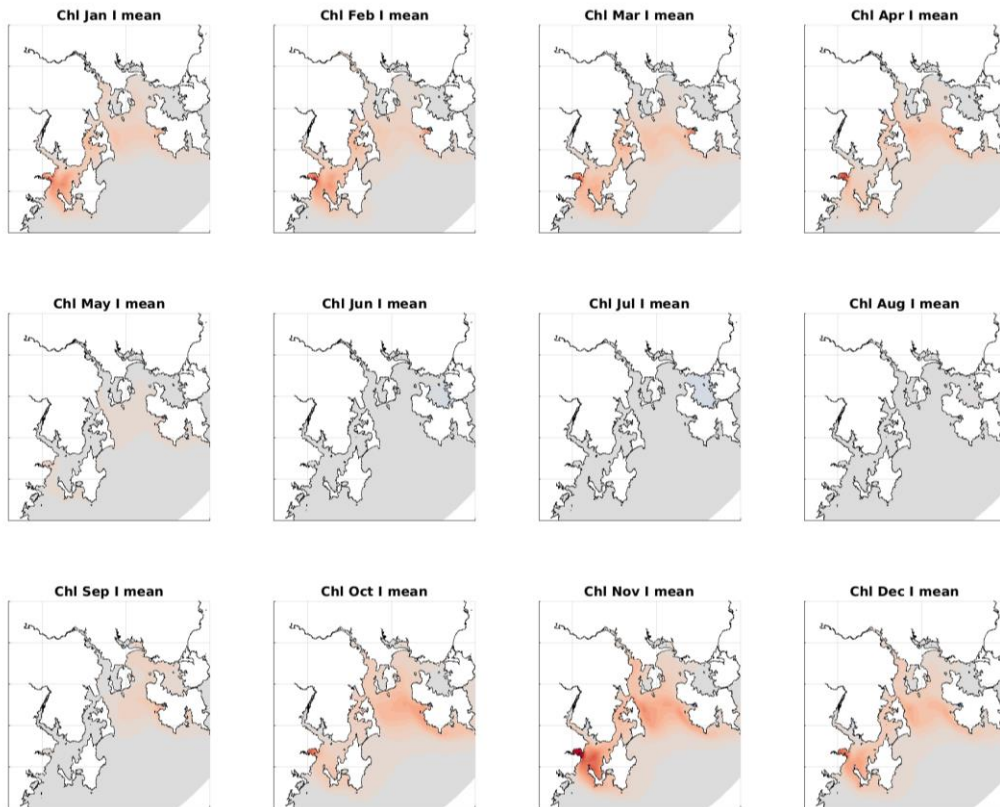 Chl Jan I mean
Chl Feb I mean
Chl Mar I mean
Chl Apr I mean
Chl May I mean
Chl Jun I mean
Chl Jul I mean
Chl Aug I mean
Chl Sep I mean
Chl Oct I mean
Chl Nov I mean
Chl Dec I mean